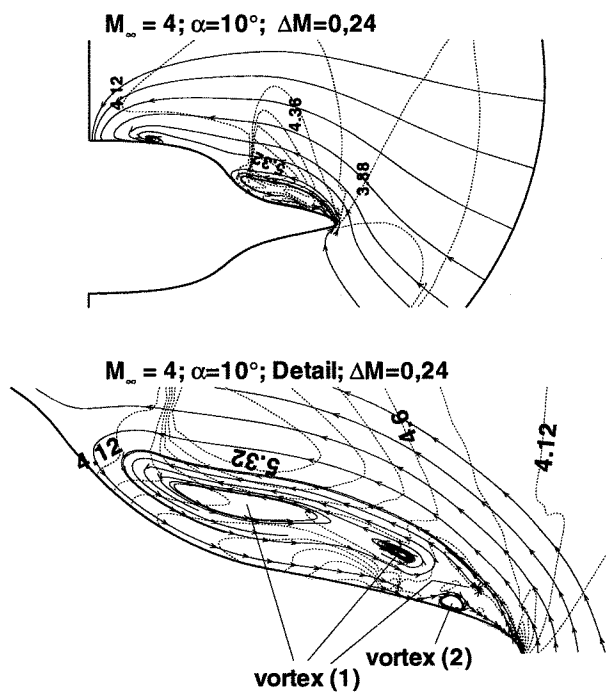 M∞ = 4; α=10°; ΔM=0,24
4.12
4.36
5.32
3.88
M∞ = 4; α=10°; Detail; ΔM=0,24
4.12
5.32
4.6
4.12
vortex (1)
vortex (2)